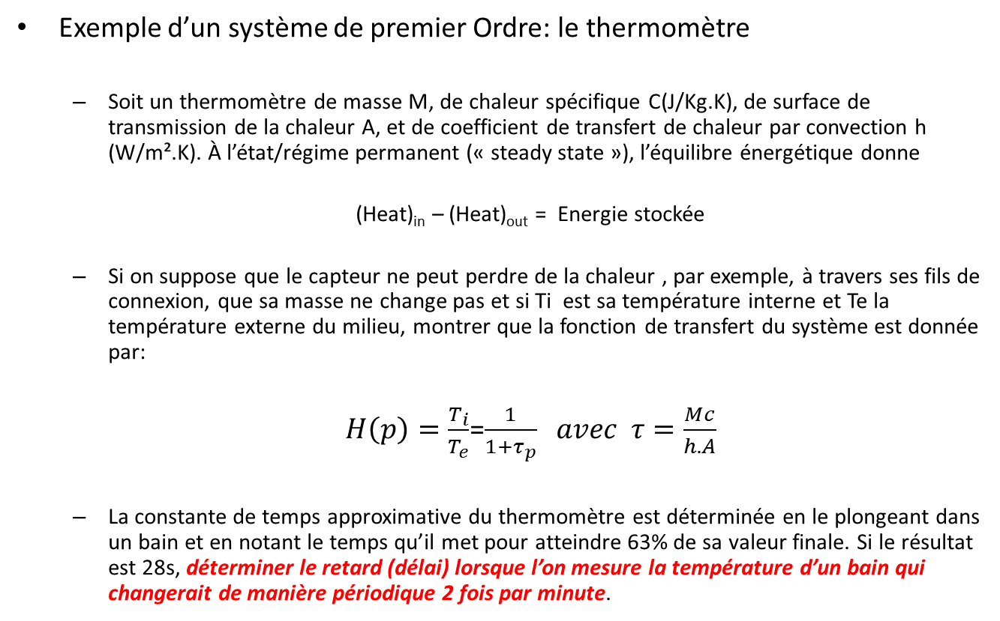 • Exemple d’un système de premier Ordre: le thermomètre
– Soit un thermomètre de masse M, de chaleur spécifique C(J/Kg.K), de surface de
transmission de la chaleur A, et de coefficient de transfert de chaleur par convection h
(W/m².K). À l’état/régime permanent (« steady state »), l’équilibre énergétique donne
(Heat)in – (Heat)out = Energie stockée
– Si on suppose que le capteur ne peut perdre de la chaleur , par exemple, à travers ses fils de
connexion, que sa masse ne change pas et si Ti est sa température interne et Te la
température externe du milieu, montrer que la fonction de transfert du système est donnée
par:
H(p) = T_i/T_e = 1/(1+τ_p) avec τ = Mc/h.A
– La constante de temps approximative du thermomètre est déterminée en le plongeant dans
un bain et en notant le temps qu’il met pour atteindre 63% de sa valeur finale. Si le résultat
est 28s, déterminer le retard (délai) lorsque l’on mesure la température d’un bain qui
changerait de manière périodique 2 fois par minute.